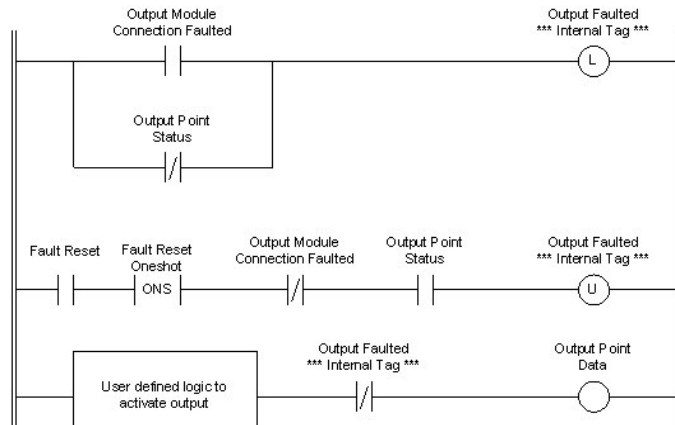 Output Module
Connection Faulted
Output Faulted
*** Internal Tag ***
L
Output Point
Status
Fault Reset
Fault Reset
Oneshot
Output Module
Connection Faulted
Output Point
Status
Output Faulted
*** Internal Tag ***
ONS
U
Output Faulted
*** Internal Tag ***
Output Point
Data
User defined logic to
activate output